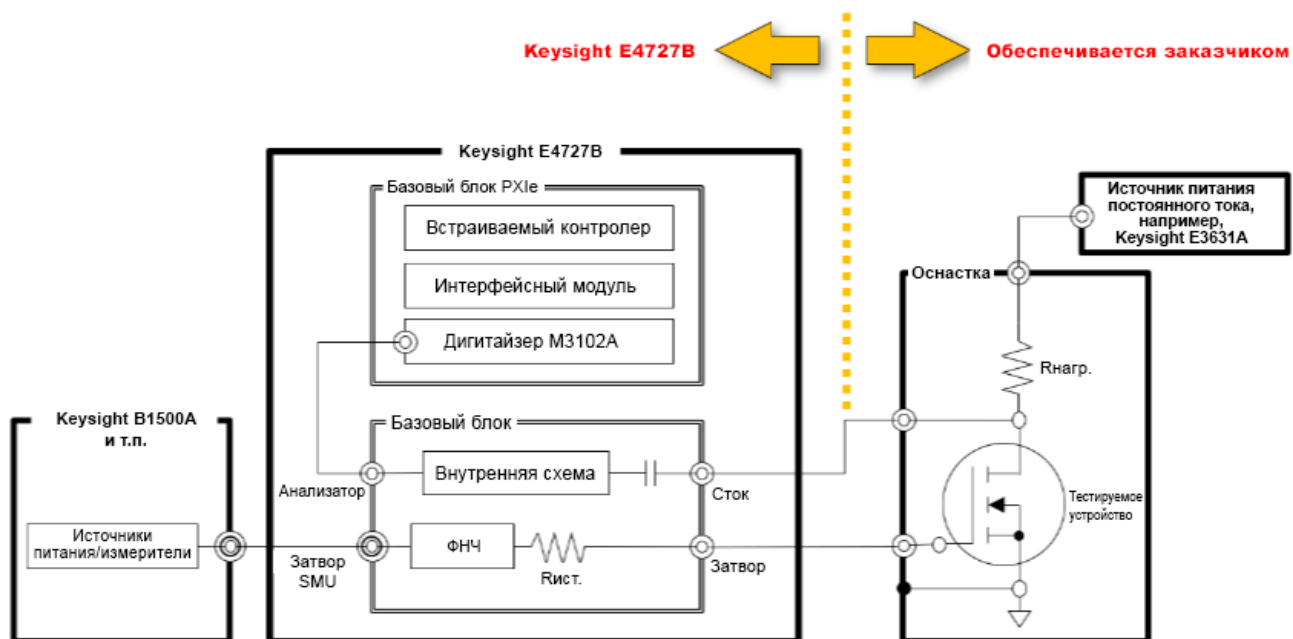 Keysight E4727B
Обеспечивается заказчиком
Keysight E4727B
Базовый блок PXIe
Встраиваемый контролер
Интерфейсный модуль
Дигитайзер M3102A
Источник питания
постоянного тока,
например,
Keysight E3631A
Оснастка
Rнагр.
Keysight B1500A
и т.п.
Базовый блок
Внутренняя схема
Анализатор
Сток
Тестируемое
устройство
Источники
питания/измерители
Затвор
SMU
ФНЧ
Rист.
Затвор